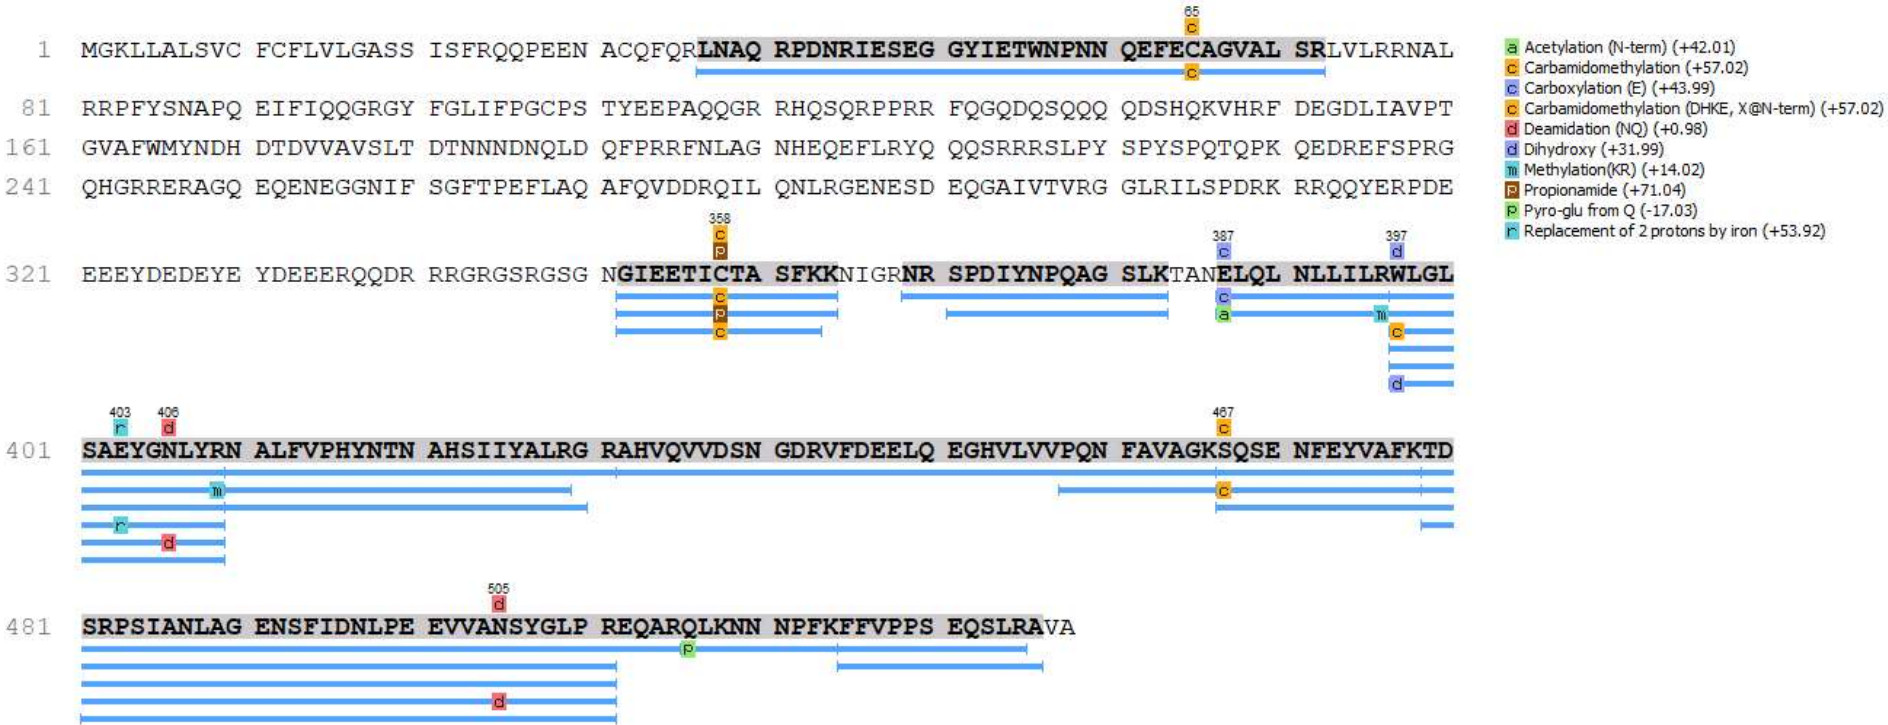 65
c
1 MGKLLALSVC FCFLVLGASS ISFRQQPEEN ACQFQRLNAQ RPDNRIESEG GYIETWNPNN QEFECAGVAL SRLVLRRNAL
c
81 RRPFYSNAPQ EIFIQQGRGY FGLIFPGCPS TYEEPAQQGR RHQSQRPPRR FQGQDQSQQQ QDSHQKVHRF DEGDLIAVPT
161 GVAFWMYNDH DTDVVAVSLT DTNNNDNQLD QFPRRFNLAG NHEQEFLRYQ QQSRRRSLPY SPYSPQTQPK QEDREFSPRG
241 QHGRRERAGQ EQENEGGNIF SGFTPEFLAQ AFQVDDRQIL QNLRGENESD EQGAIVTVRG GLRILSPDRK RRQQYERPDE
358 387 397
c c d
p
321 EEEYDEDEYE YDEEERQQDR RRGRGSRGSG NGIEETICTA SFKKNIGRNR SPDIYNPQAG SLKTANELQL NLLILRWLGL
c c
p a m
c c
d
403 406 467
r d c
401 SAEYGNLYRN ALFVPHYNTN AHSIIYALRG RAHVQVVDSN GDRVFDEELQ EGHVLVVPQN FAVAGKSQSE NFEYVAFKTD
m c
r
d
505
d
481 SRPSIANLAG ENSFIDNLPE EVVANSYGLP REQARQLKNN NPFKFFVPPS EQSLRAVA
p
d
a Acetylation (N-term) (+42.01)
c Carbamidomethylation (+57.02)
c Carboxylation (E) (+43.99)
c Carbamidomethylation (DHKE, X@N-term) (+57.02)
d Deamidation (NQ) (+0.98)
d Dihydroxy (+31.99)
m Methylation(KR) (+14.02)
p Propionamide (+71.04)
p Pyro-glu from Q (-17.03)
r Replacement of 2 protons by iron (+53.92)